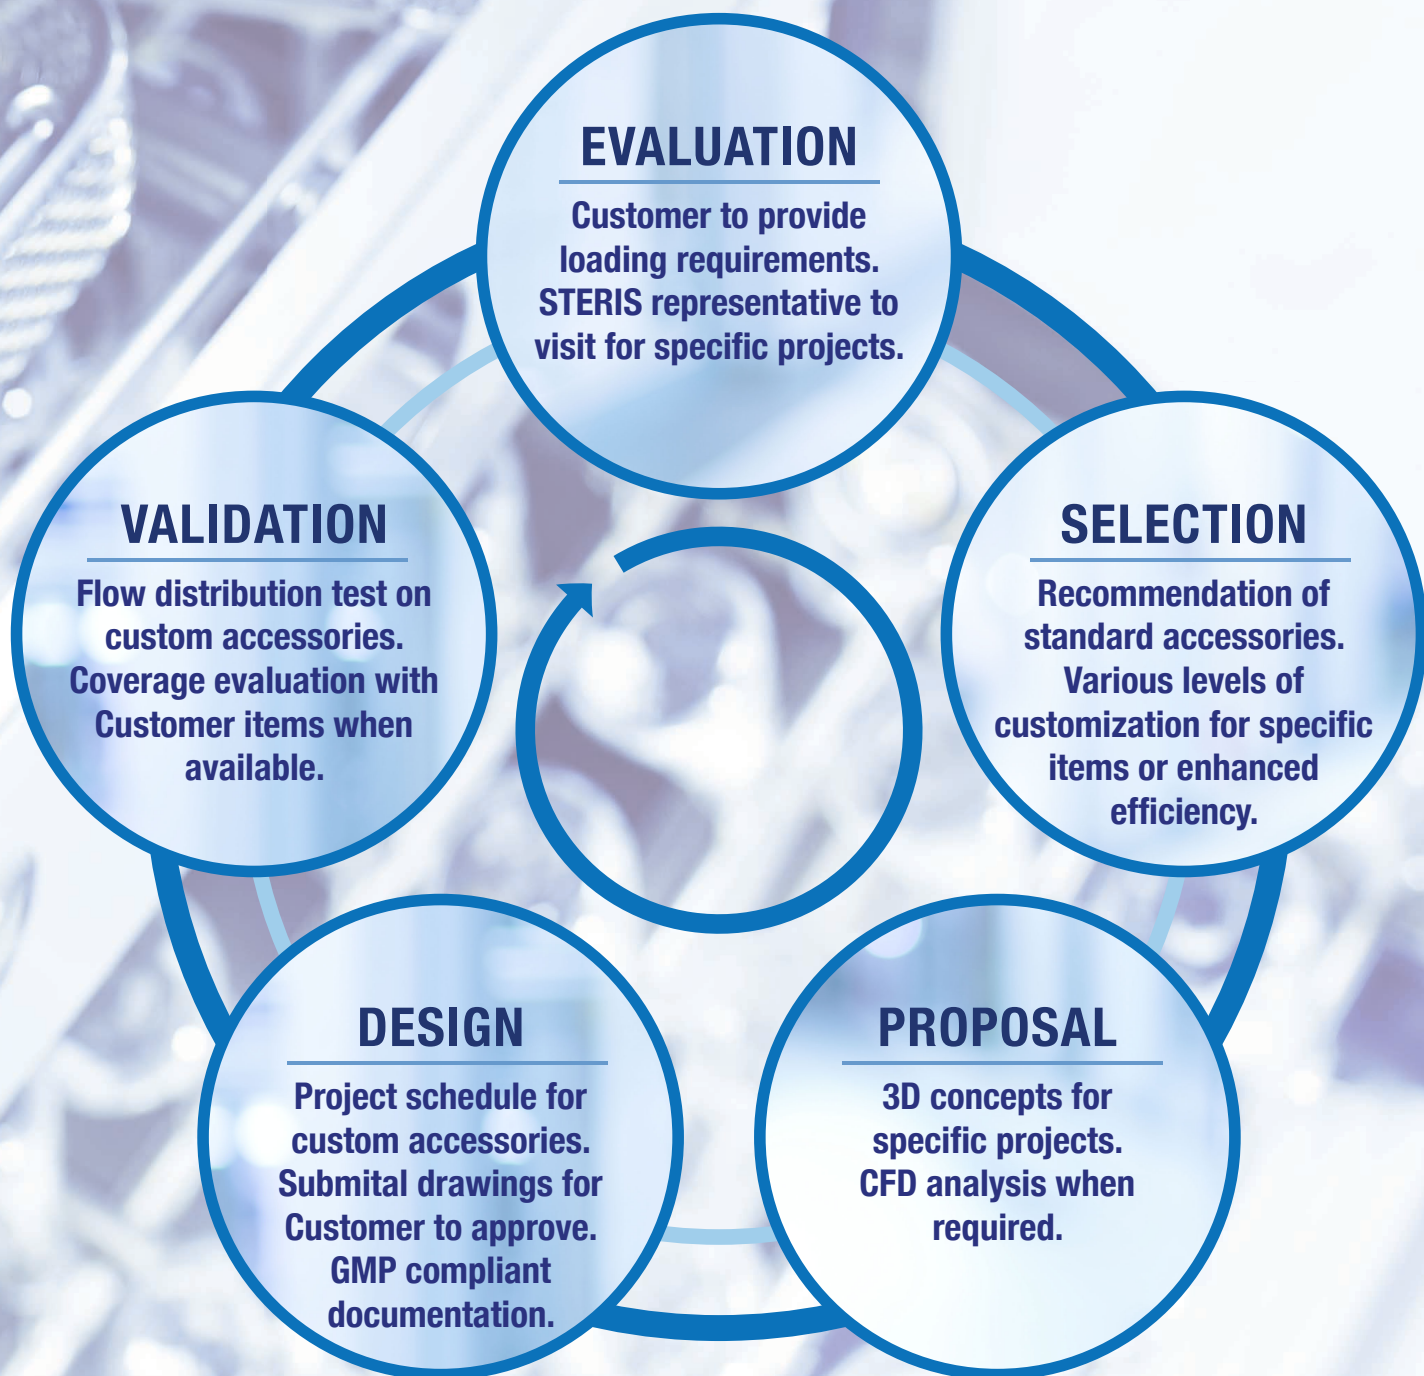 EVALUATION
Customer to provide
loading requirements.
STERIS representative to
visit for specific projects.
SELECTION
Recommendation of
standard accessories.
Various levels of
customization for specific
items or enhanced
efficiency.
PROPOSAL
3D concepts for
specific projects.
CFD analysis when
required.
DESIGN
Project schedule for
custom accessories.
Submital drawings for
Customer to approve.
GMP compliant
documentation.
VALIDATION
Flow distribution test on
custom accessories.
Coverage evaluation with
Customer items when
available.